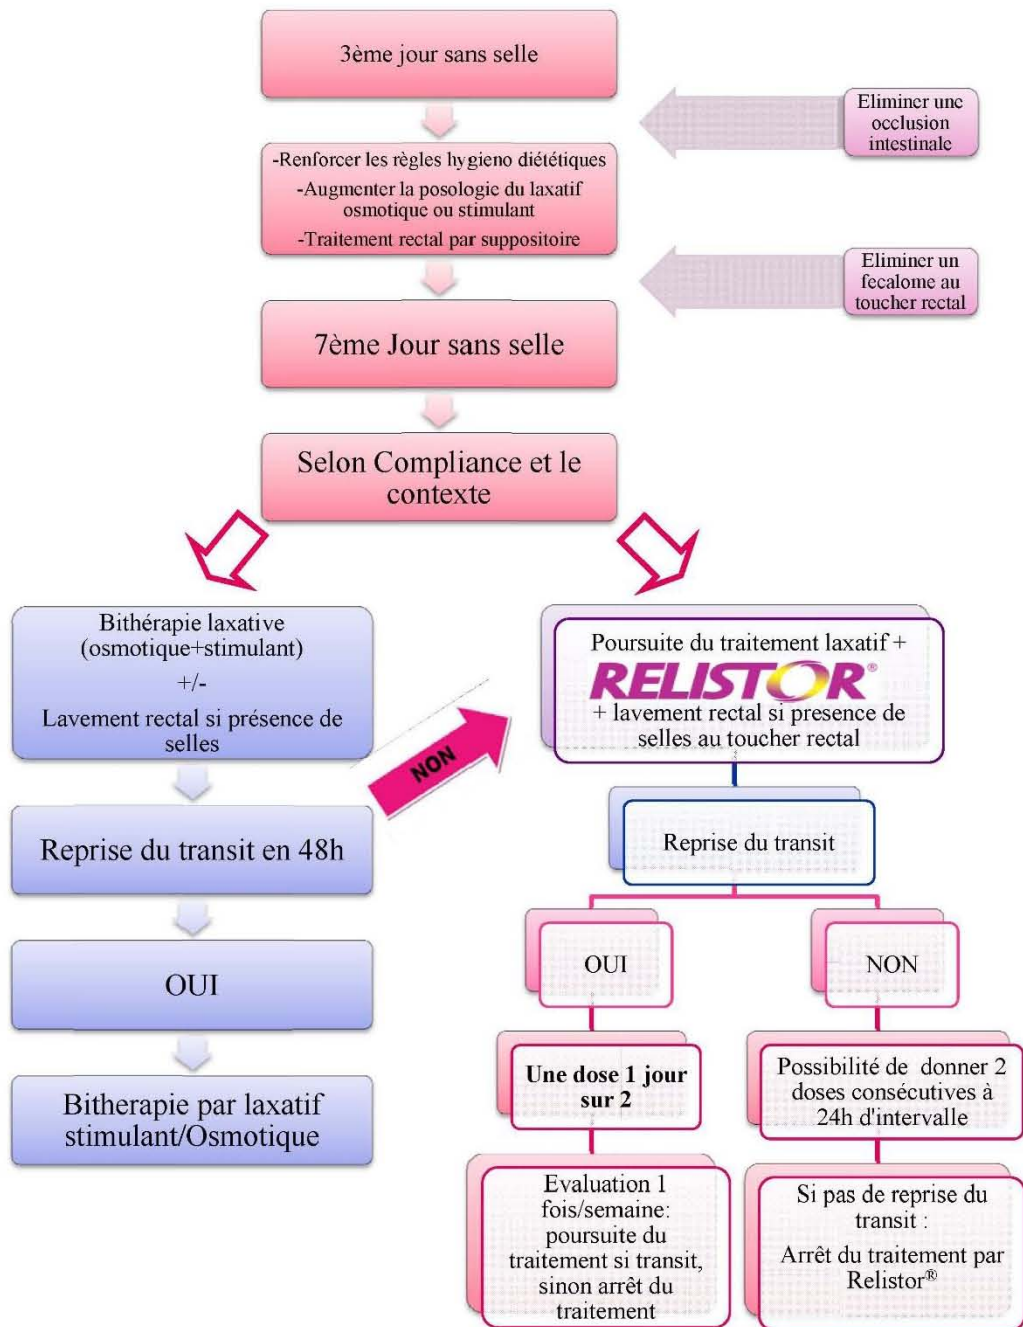 3ème jour sans selle
Eliminer une
occlusion
intestinale
-Renforcer les règles hygieno diététiques
-Augmenter la posologie du laxatif
osmotique ou stimulant
-Traitement rectal par suppositoire
Eliminer un
fecalome au
toucher rectal
7ème Jour sans selle
Selon Compliance et le
contexte
Bithérapie laxative
(osmotique+stimulant)
+/-
Lavement rectal si présence de
selles
NON
Reprise du transit en 48h
OUI
Bitherapie par laxatif
stimulant/Osmotique
Poursuite du traitement laxatif +
RELISTOR®
+ lavement rectal si presence de
selles au toucher rectal
Reprise du transit
OUI
Une dose 1 jour
sur 2
Evaluation 1
fois/semaine:
poursuite du
traitement si transit,
sinon arrêt du
traitement
NON
Possibilité de donner 2
doses consécutives à
24h d'intervalle
Si pas de reprise du
transit :
Arrêt du traitement par
Relistor®